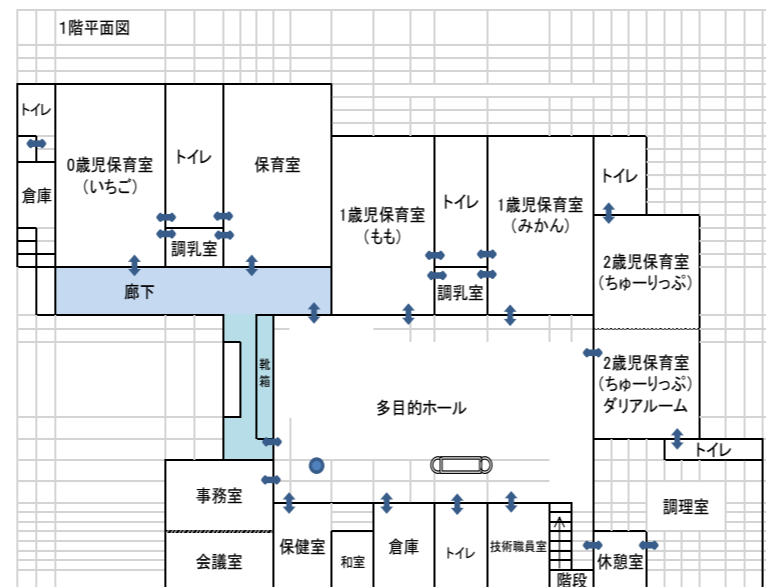 1階平面図
トイレ
0歳児保育室
(いちご)
トイレ
保育室
倉庫
調乳室
廊下
1歳児保育室
(もも)
トイレ
1歳児保育室
(みかん)
調乳室
トイレ
2歳児保育室
(ちゅーりっぷ)
2歳児保育室
(ちゅーりっぷ)
ダリアルーム
靴箱
多目的ホール
トイレ
調理室
事務室
会議室
保健室
和室
倉庫
トイレ
技術職員室
階段
休憩室